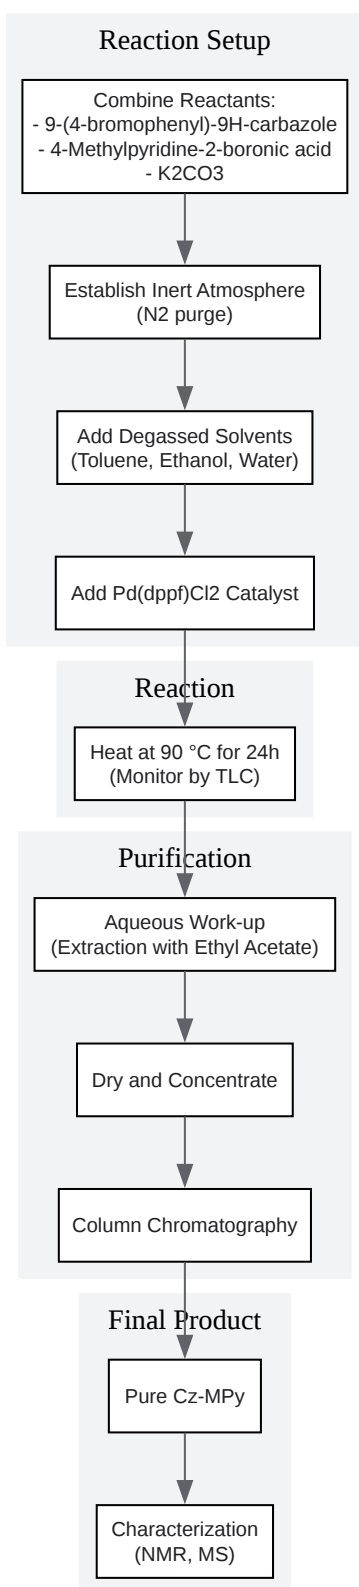 Reaction Setup
Combine Reactants:
- 9-(4-bromophenyl)-9H-carbazole
- 4-Methylpyridine-2-boronic acid
- K2CO3
Establish Inert Atmosphere
(N2 purge)
Add Degassed Solvents
(Toluene, Ethanol, Water)
Add Pd(dppf)Cl2 Catalyst
Reaction
Heat at 90 °C for 24h
(Monitor by TLC)
Purification
Aqueous Work-up
(Extraction with Ethyl Acetate)
Dry and Concentrate
Column Chromatography
Final Product
Pure Cz-MPy
Characterization
(NMR, MS)